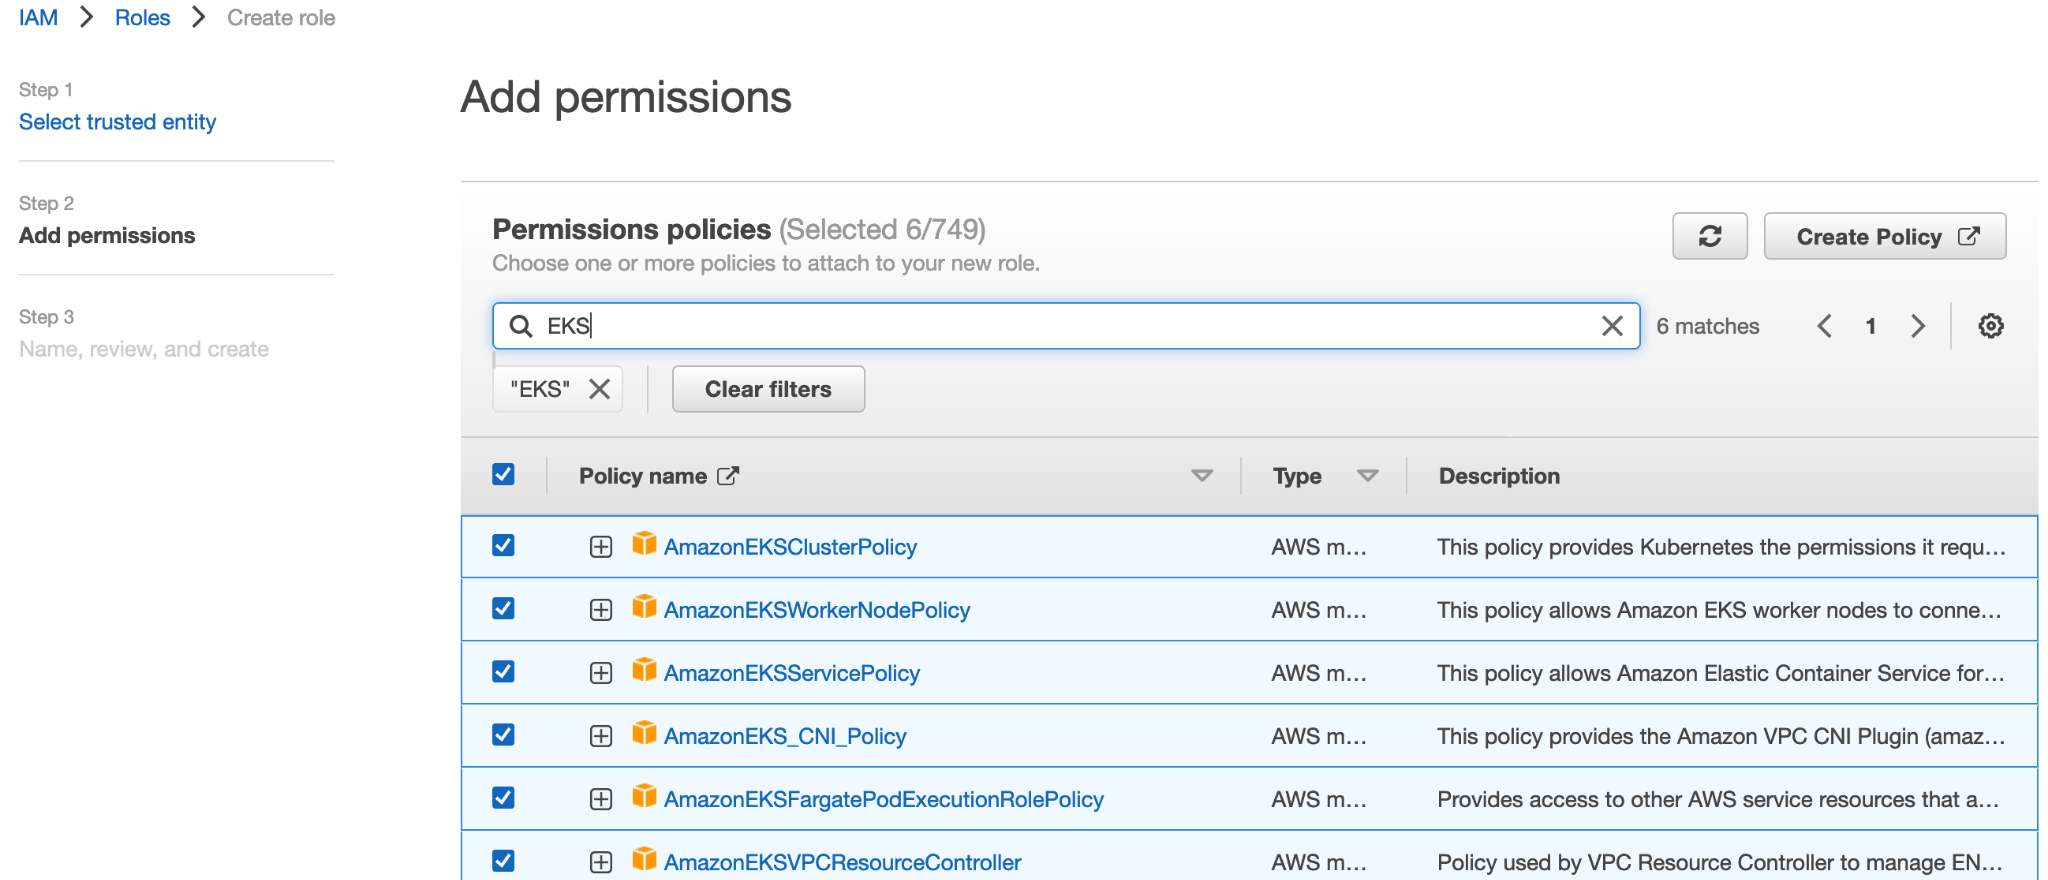 IAM > Roles > Create role
Step 1
Select trusted entity
Step 2
Add permissions
Step 3
Name, review, and create
Add permissions
Permissions policies (Selected 6/749)
Choose one or more policies to attach to your new role.
Create Policy
EKS
6 matches
1
"EKS"
Clear filters
Policy name Type Description
AmazonEKSClusterPolicy AWS m... This policy provides Kubernetes the permissions it requ...
AmazonEKSWorkerNodePolicy AWS m... This policy allows Amazon EKS worker nodes to conne...
AmazonEKSServicePolicy AWS m... This policy allows Amazon Elastic Container Service for...
AmazonEKS_CNI_Policy AWS m... This policy provides the Amazon VPC CNI Plugin (amaz...
AmazonEKSFargatePodExecutionRolePolicy AWS m... Provides access to other AWS service resources that a...
AmazonEKSVPCResourceController AWS m... Policy used by VPC Resource Controller to manage EN...